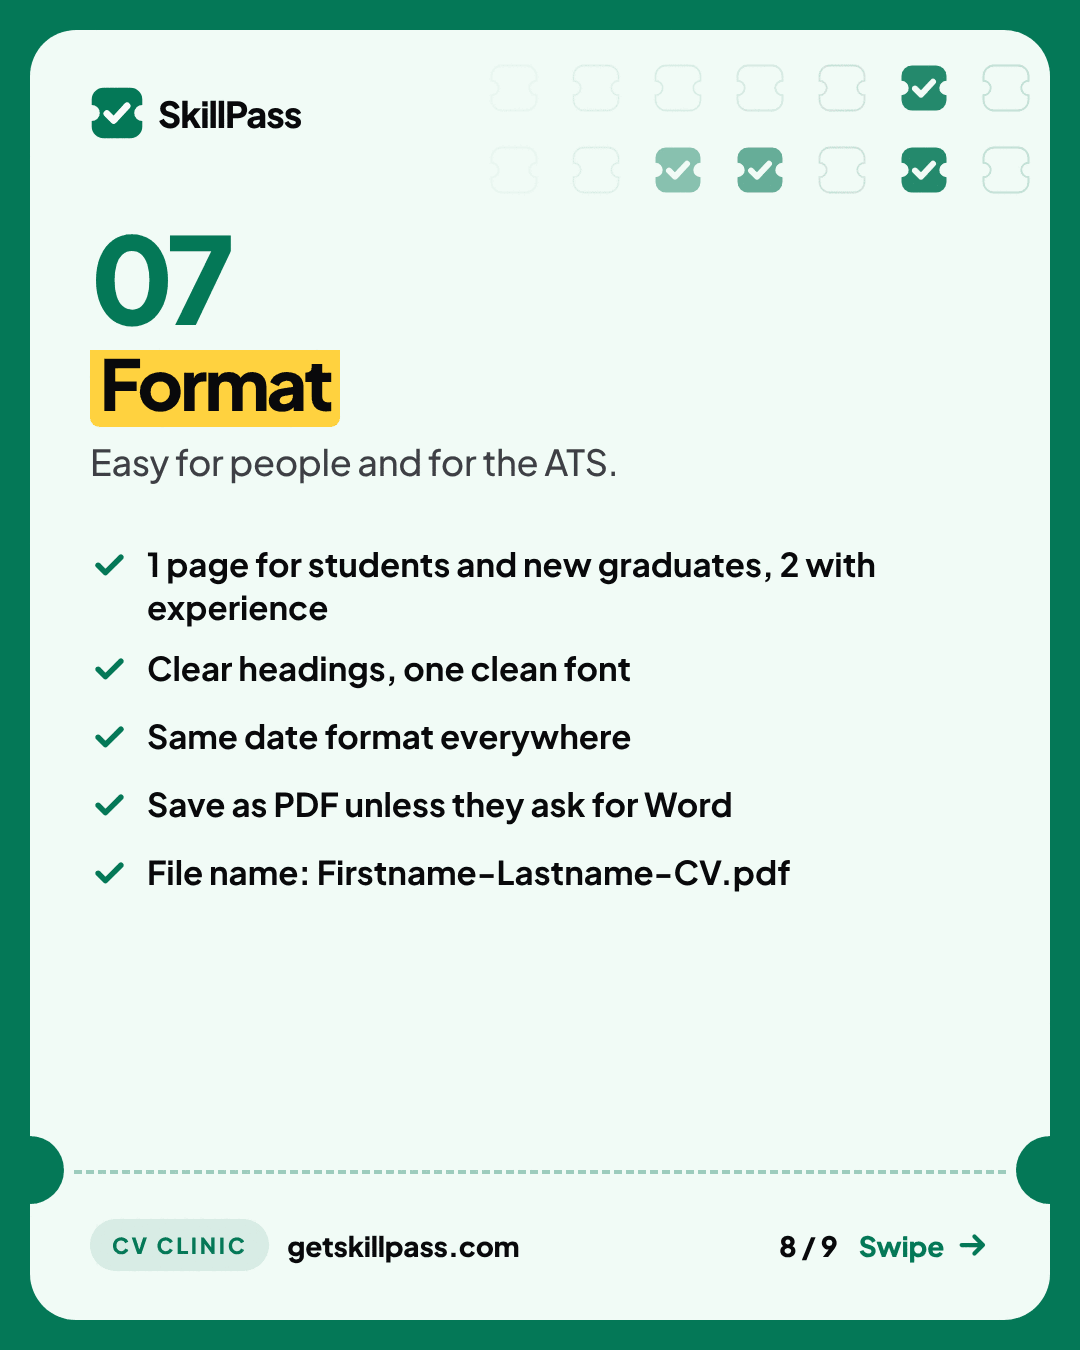 SkillPass
07
Format
Easy for people and for the ATS.
1 page for students and new graduates, 2 with
experience
Clear headings, one clean font
Same date format everywhere
Save as PDF unless they ask for Word
File name: Firstname-Lastname-CV.pdf
CV CLINIC getskillpass.com 8 / 9 Swipe →